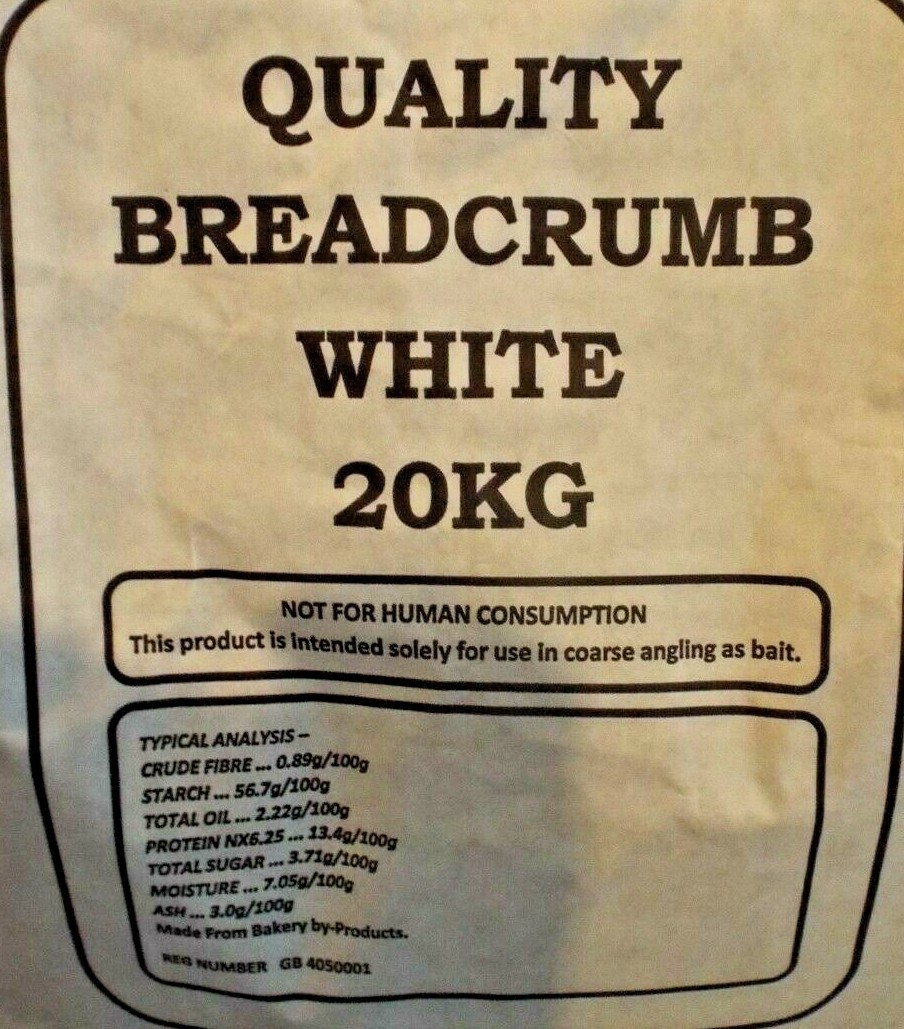 QUALITY
BREADCRUMB
WHITE
20KG
NOT FOR HUMAN CONSUMPTION
This product is intended solely for use in coarse angling as bait.
TYPICAL ANALYSIS –
CRUDE FIBRE ... 0.89g/100g
STARCH ... 56.7g/100g
TOTAL OIL ... 2.22g/100g
PROTEIN NX6.25 ... 13.4g/100g
TOTAL SUGAR ... 3.71g/100g
MOISTURE ... 7.05g/100g
ASH ... 3.0g/100g
Made From Bakery by-Products.
REG NUMBER GB 4050001